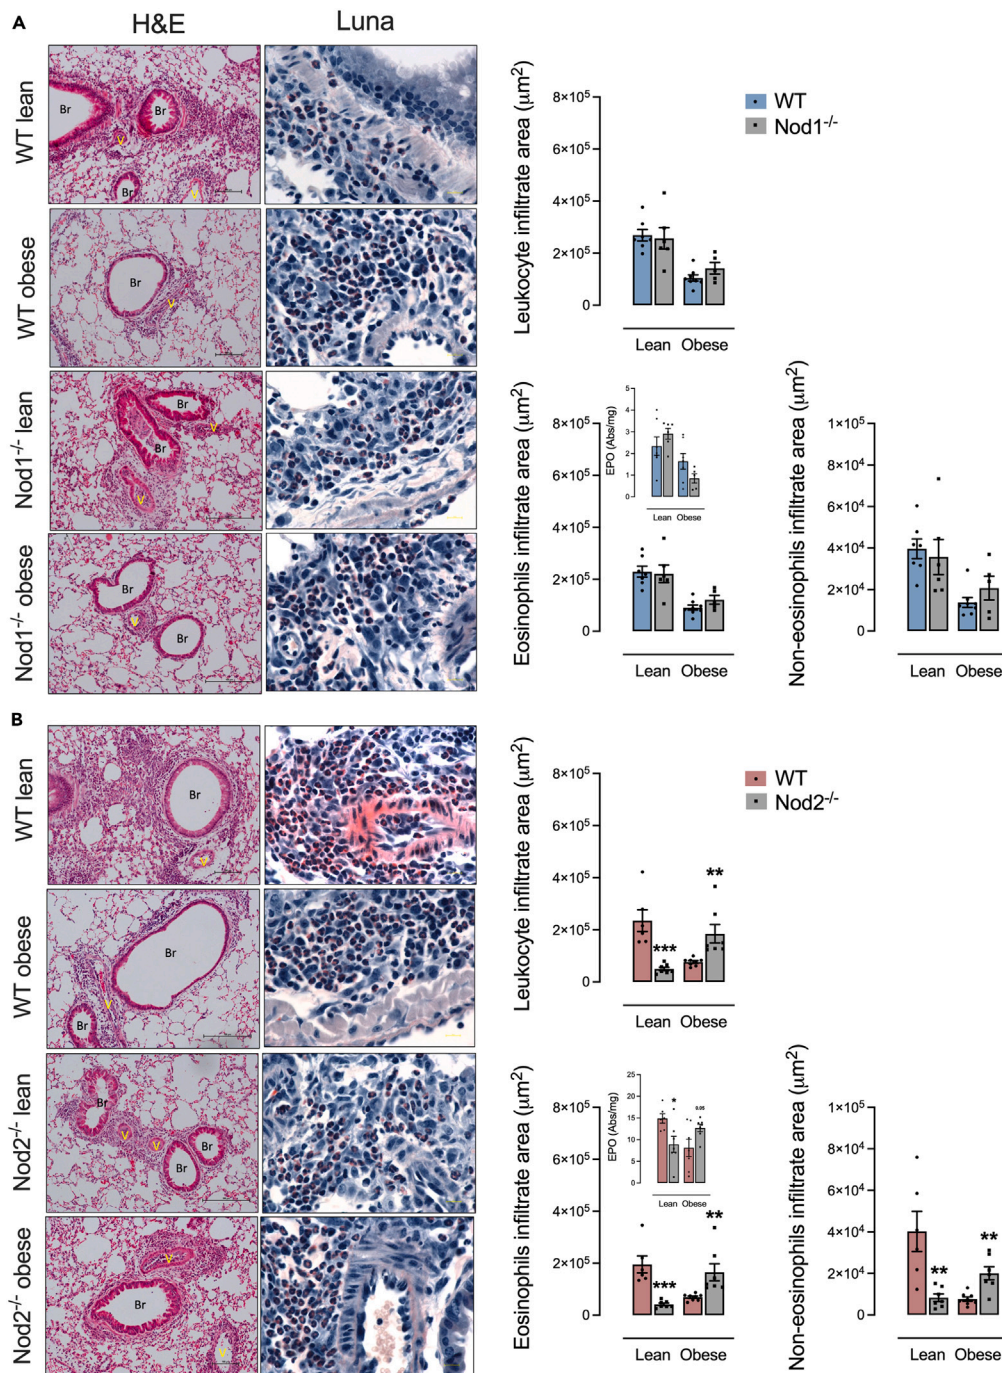 A
H&E
Luna
WT lean
Br
Br
V
Br
V
WT obese
Br
V
Nod1-/- lean
Br
V
Br
V
Nod1-/- obese
Br
V
Br
Leukocyte infiltrate area (μm2)
8×105
6×105
4×105
2×105
0
Lean Obese
WT
Nod1-/-
Eosinophils infiltrate area (μm2)
8×105
6×105
4×105
2×105
0
Lean Obese
EPO (Abs/mg)
5
4
3
2
1
0
Lean Obese
Non-eosinophils infiltrate area (μm2)
1×105
8×104
6×104
4×104
2×104
0
Lean Obese
B
WT lean
Br
V
WT obese
Br
V
Br
Nod2-/- lean
Br
V
V
Br
Br
Nod2-/- obese
V
Br
V
Leukocyte infiltrate area (μm2)
8×105
6×105
4×105
2×105
0
***
**
Lean Obese
WT
Nod2-/-
Eosinophils infiltrate area (μm2)
8×105
6×105
4×105
2×105
0
***
**
Lean Obese
EPO (Abs/mg)
25
20
15
10
5
0
*
0.05
Lean Obese
Non-eosinophils infiltrate area (μm2)
1×105
8×104
6×104
4×104
2×104
0
**
**
Lean Obese